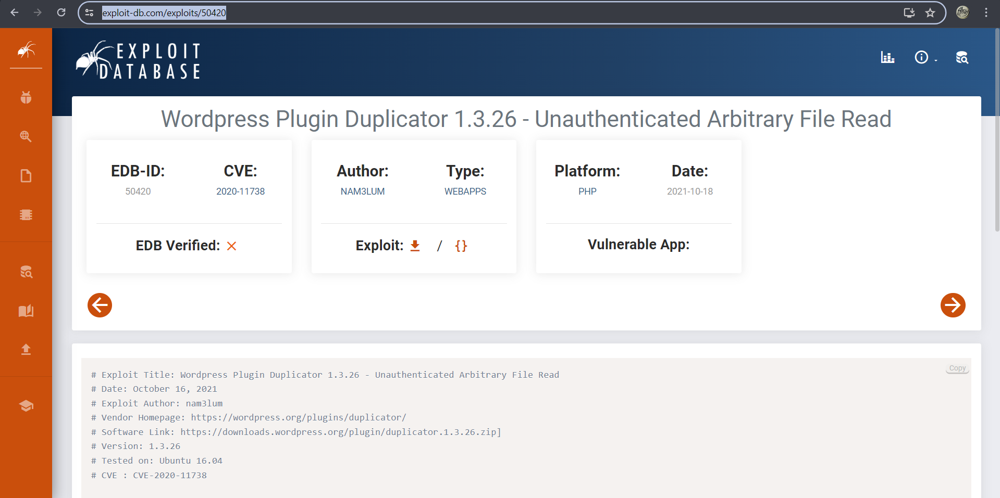 exploit-db.com/exploits/50420
EXPLOIT
DATABASE
Wordpress Plugin Duplicator 1.3.26 - Unauthenticated Arbitrary File Read
EDB-ID:
50420
CVE:
2020-11738
EDB Verified:
Author:
NAM3LUM
Type:
WEBAPPS
Exploit: / {}
Platform:
PHP
Date:
2021-10-18
Vulnerable App:
Copy
# Exploit Title: Wordpress Plugin Duplicator 1.3.26 - Unauthenticated Arbitrary File Read
# Date: October 16, 2021
# Exploit Author: nam3lum
# Vendor Homepage: https://wordpress.org/plugins/duplicator/
# Software Link: https://downloads.wordpress.org/plugin/duplicator.1.3.26.zip]
# Version: 1.3.26
# Tested on: Ubuntu 16.04
# CVE : CVE-2020-11738